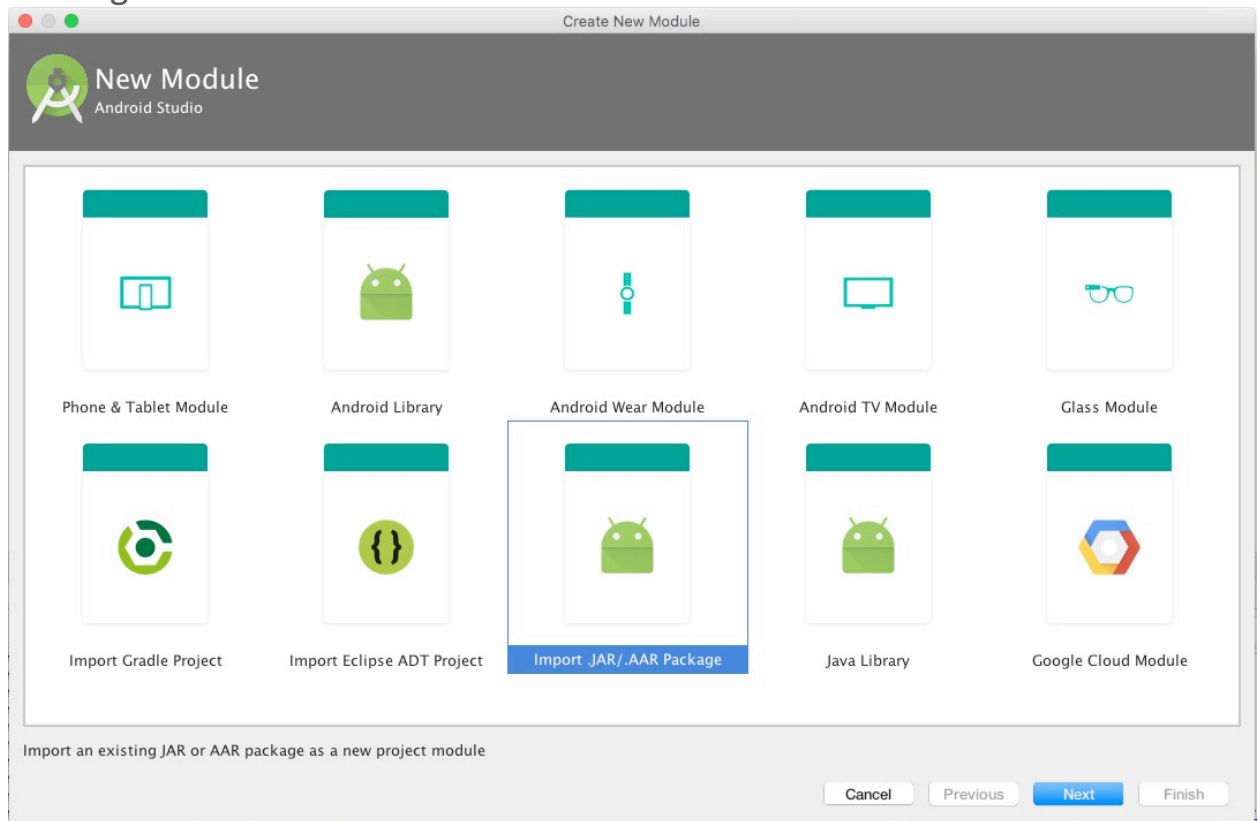 Create New Module
New Module
Android Studio
Phone & Tablet Module
Android Library
Android Wear Module
Android TV Module
Glass Module
{}
Import Gradle Project
Import Eclipse ADT Project
Import .JAR/.AAR Package
Java Library
Google Cloud Module
Import an existing JAR or AAR package as a new project module
Cancel
Previous
Next
Finish